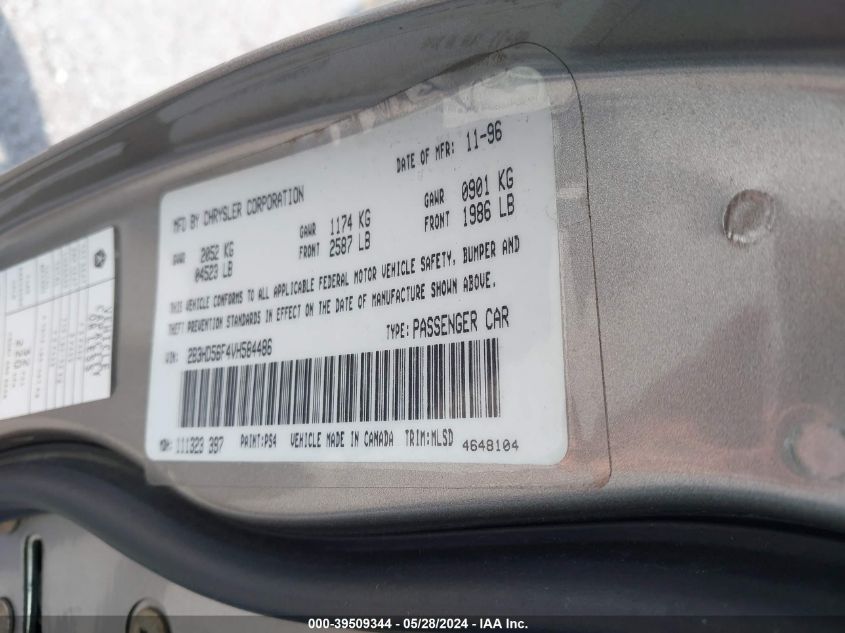 DATE OF MFR: 11-96
MFD BY CHRYSLER CORPORATION
GVWR 2052 KG
04523 LB
GAWR 1174 KG
FRONT 2587 LB
GAWR 0901 KG
FRONT 1986 LB
THIS VEHICLE CONFORMS TO ALL APPLICABLE FEDERAL MOTOR VEHICLE SAFETY, BUMPER AND
THEFT PREVENTION STANDARDS IN EFFECT ON THE DATE OF MANUFACTURE SHOWN ABOVE.
VIN: 2B3HD56F4VH584486 TYPE: PASSENGER CAR
MDH: 111323 397 PAINT:PS4 VEHICLE MADE IN CANADA TRIM:MLSD 4648104
000-39509344 / 05/28/2024 - IAA Inc.